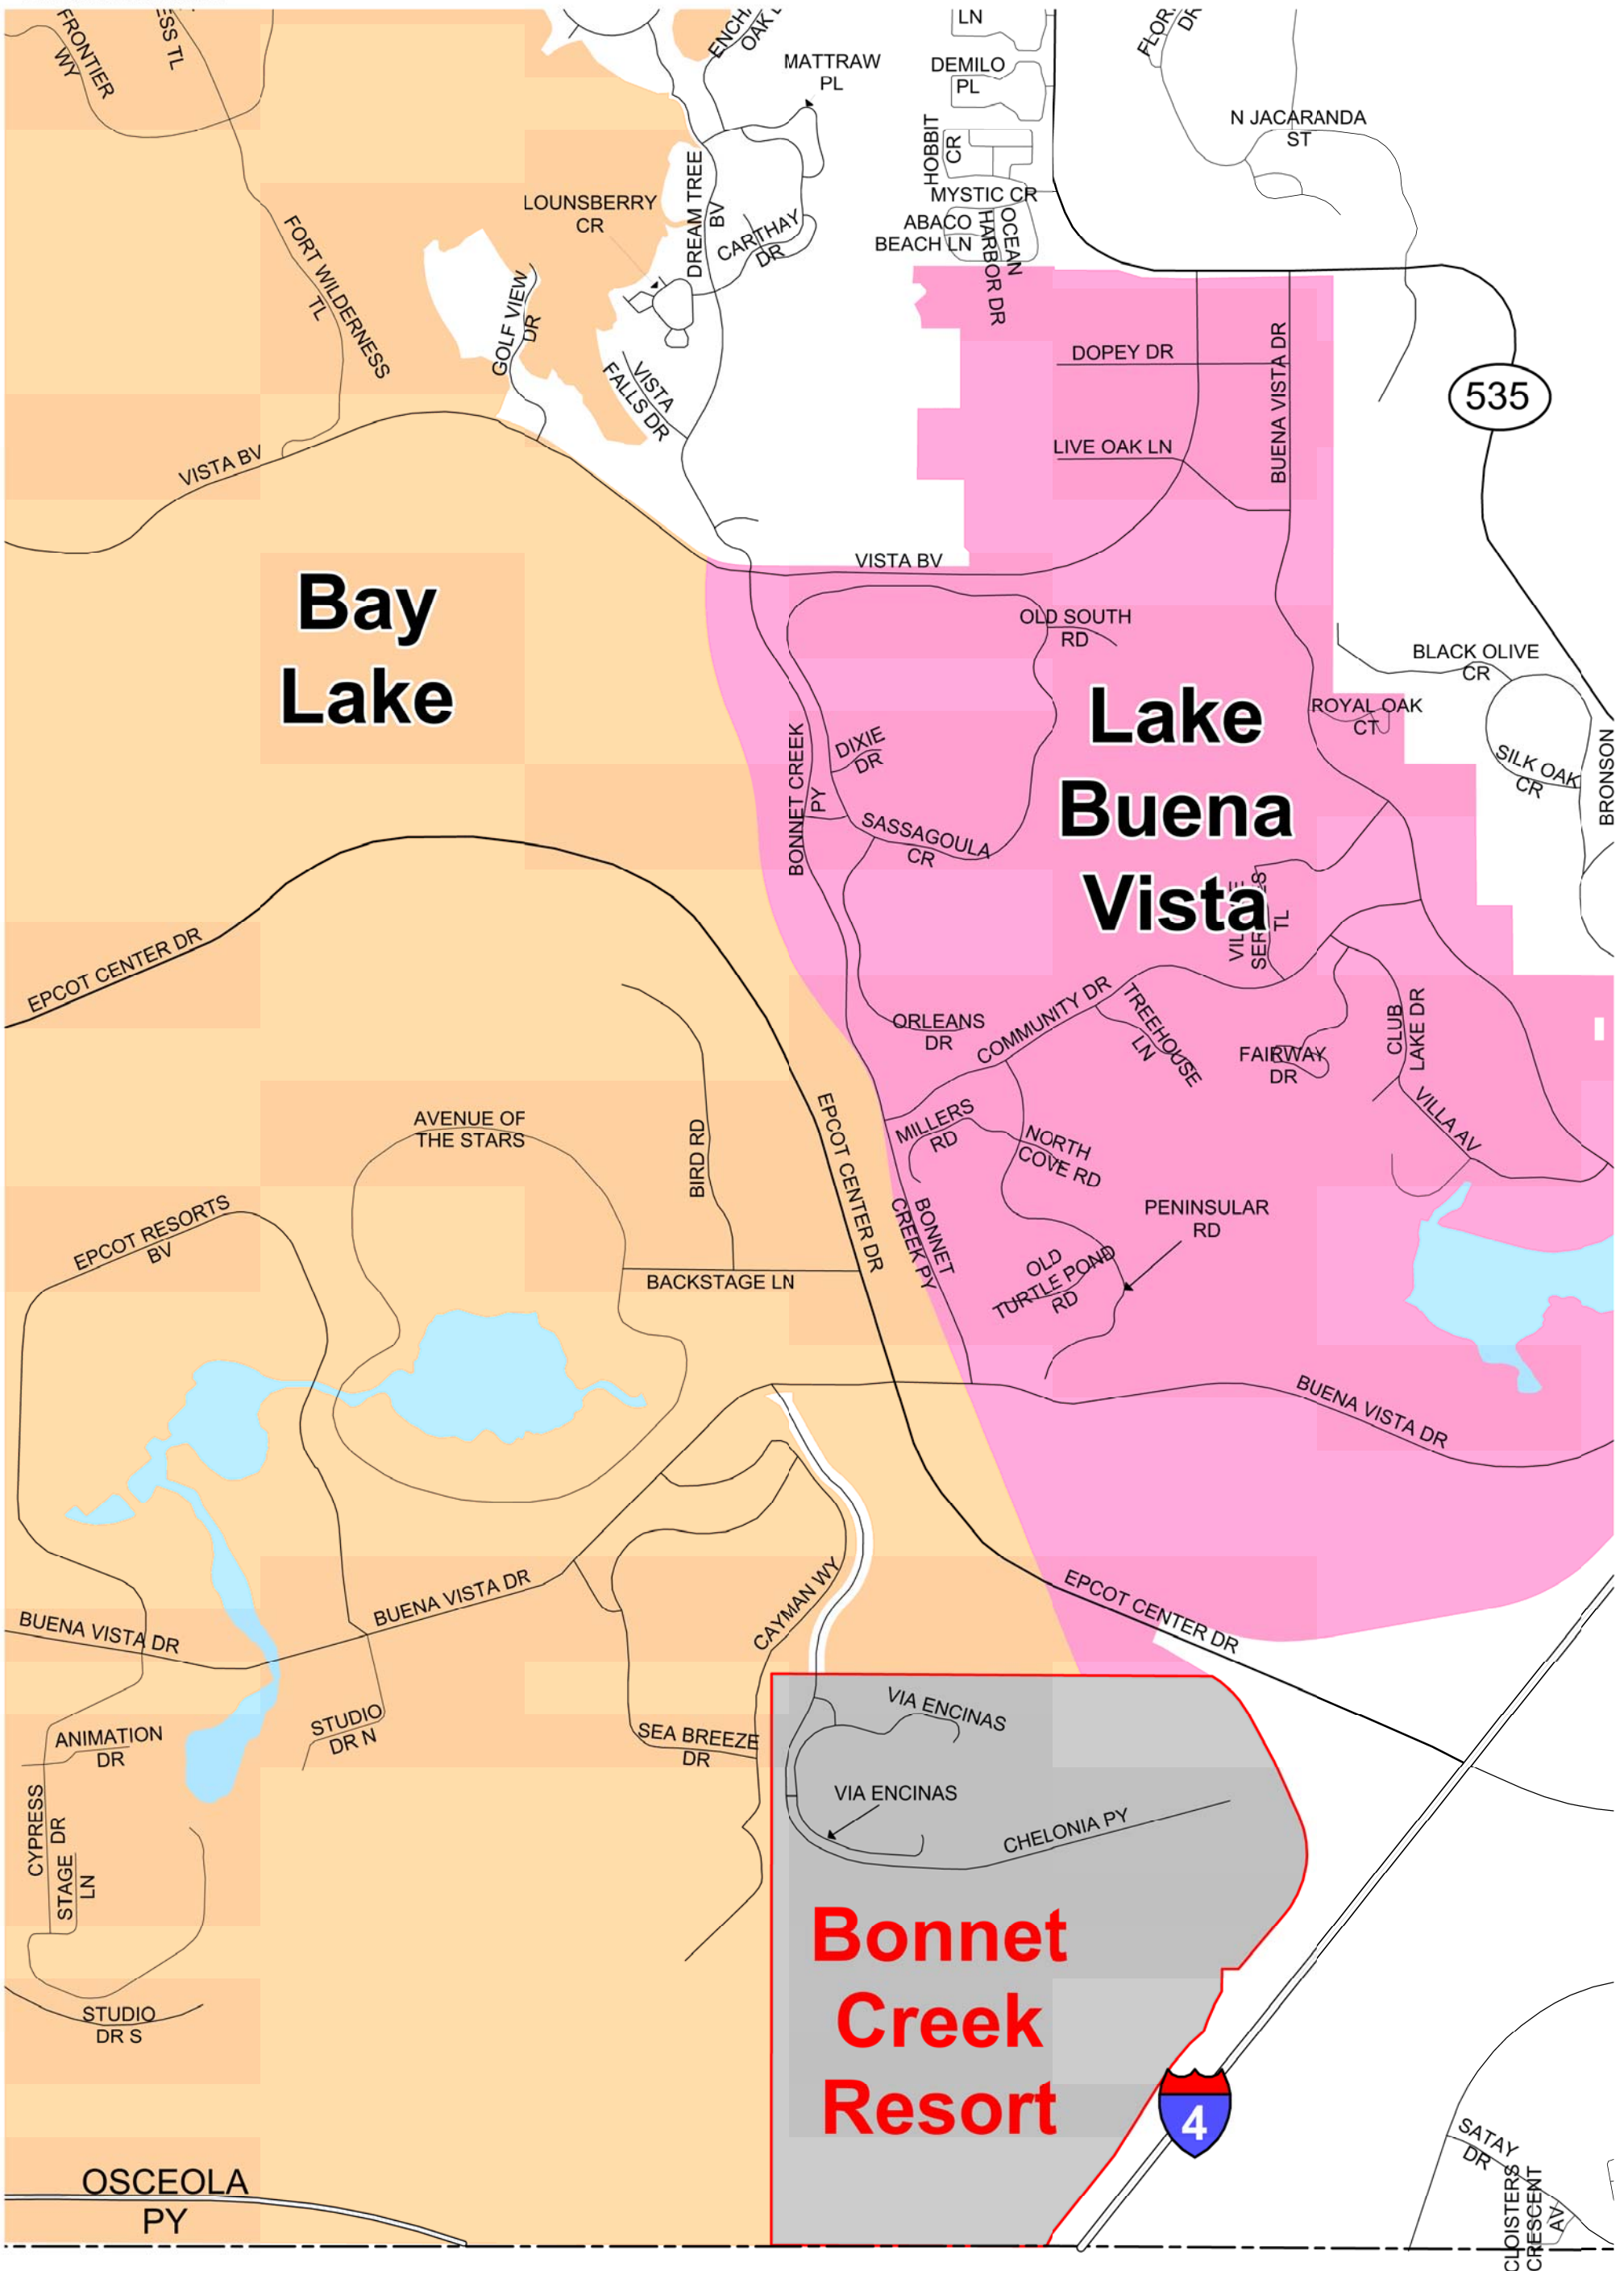 FRONTIER
WY
ESS TL
OAK
LN
DR
MATTRAW
PL
DEMILO
PL
N JACARANDA
ST
HOBBIT
CR
MYSTIC CR
ABACO
BEACH LN
OCEAN
HARBOR DR
LOUNSBERRY
CR
DREAM TREE
BV
CARTHAY
DR
FORT WILDERNESS
TL
GOLF VIEW
DR
VISTA
FALLS DR
DOPEY DR
BUENA VISTA DR
535
LIVE OAK LN
VISTA BV
VISTA BV
Bay
Lake
OLD SOUTH
RD
BLACK OLIVE
CR
Lake
Buena
Vista
ROYAL OAK
CT
SILK OAK
CR
BRONSON
BONNET CREEK
PY
DIXIE
DR
SASSAGOULA
CR
TL
EPCOT CENTER DR
ORLEANS
DR
COMMUNITY DR
TREEHOUSE
LN
FAIRWAY
DR
CLUB
LAKE DR
VILLA AV
AVENUE OF
THE STARS
BIRD RD
EPCOT CENTER DR
MILLERS
RD
NORTH
COVE RD
BONNET
CREEK PY
PENINSULAR
RD
OLD
TURTLE POND
RD
EPCOT RESORTS
BV
BACKSTAGE LN
BUENA VISTA DR
BUENA VISTA DR
BUENA VISTA DR
CAYMAN WY
EPCOT CENTER DR
ANIMATION
DR
STUDIO
DR N
SEA BREEZE
DR
VIA ENCINAS
VIA ENCINAS
CHELONIA PY
CYPRESS
DR
STAGE
LN
Bonnet
Creek
Resort
STUDIO
DR S
4
OSCEOLA
PY
SATAY
DR
CLOISTERS
CRESCENT
AV